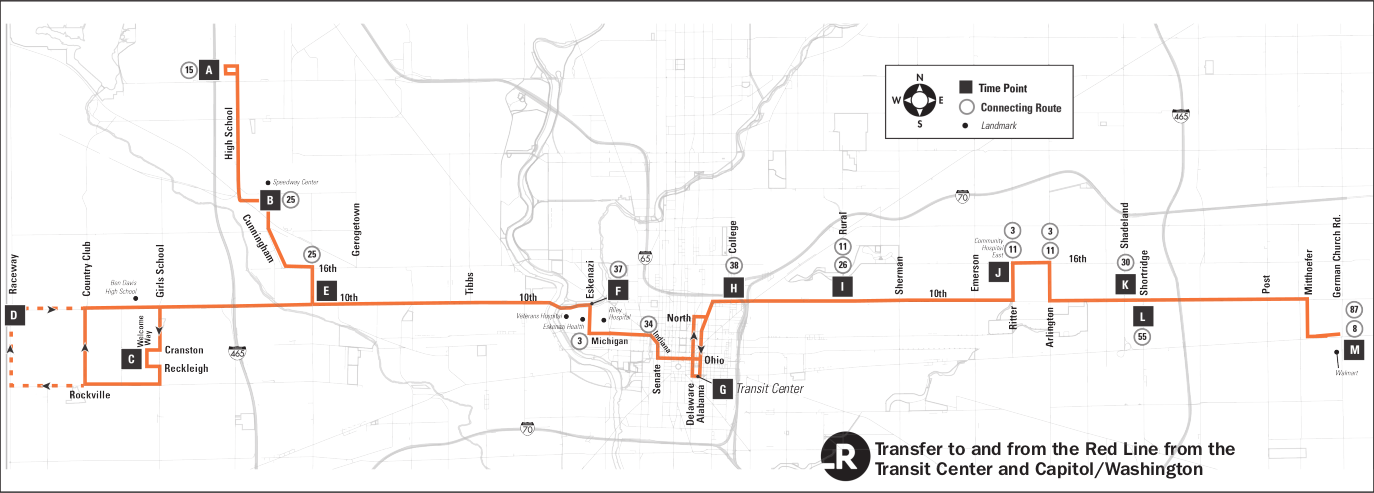 15
A
High School
Speedway Center
B
25
Cunningham
25
16th
Gerogetown
E
10th
Tibbs
10th
Raceway
D
Country Club
Ben Davis
High School
Girls School
Welcome
Way
C
Cranston
Reckleigh
Rockville
465
Eskenazi
37
F
Veterans Hospital
Eskenazi Health
Riley
Hospital
3
Michigan
34
Indiana
Senate
65
North
Ohio
Delaware
Alabama
G
Transit Center
College
38
H
70
N
W
E
S
Time Point
Connecting Route
Landmark
465
70
Rural
11
26
I
Sherman
10th
Emerson
Community
Hospital
East
3
11
J
Ritter
3
11
16th
Arlington
Shadeland
30
K
Shortridge
L
55
Post
Mitthoefer
German Church Rd.
87
8
M
Walmart
LR
Transfer to and from the Red Line from the
Transit Center and Capitol/Washington